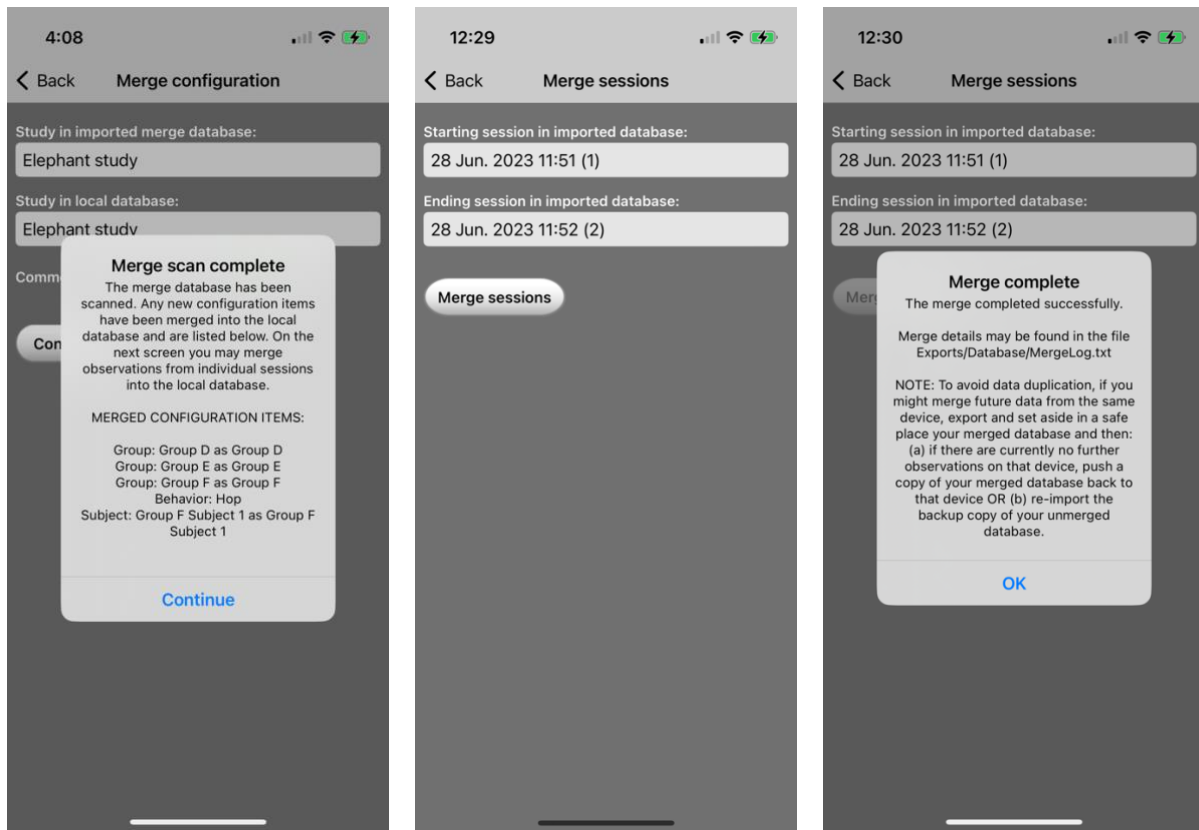 4:08
Back Merge configuration
Study in imported merge database:
Elephant study
Study in local database:
Elephant study
Comm
Con
Merge scan complete
The merge database has been
scanned. Any new configuration items
have been merged into the local
database and are listed below. On the
next screen you may merge
observations from individual sessions
into the local database.
MERGED CONFIGURATION ITEMS:
Group: Group D as Group D
Group: Group E as Group E
Group: Group F as Group F
Behavior: Hop
Subject: Group F Subject 1 as Group F
Subject 1
Continue
12:29
Back Merge sessions
Starting session in imported database:
28 Jun. 2023 11:51 (1)
Ending session in imported database:
28 Jun. 2023 11:52 (2)
Merge sessions
12:30
Back Merge sessions
Starting session in imported database:
28 Jun. 2023 11:51 (1)
Ending session in imported database:
28 Jun. 2023 11:52 (2)
Mer
Merge complete
The merge completed successfully.
Merge details may be found in the file
Exports/Database/MergeLog.txt
NOTE: To avoid data duplication, if you
might merge future data from the same
device, export and set aside in a safe
place your merged database and then:
(a) if there are currently no further
observations on that device, push a
copy of your merged database back to
that device OR (b) re-import the
backup copy of your unmerged
database.
OK